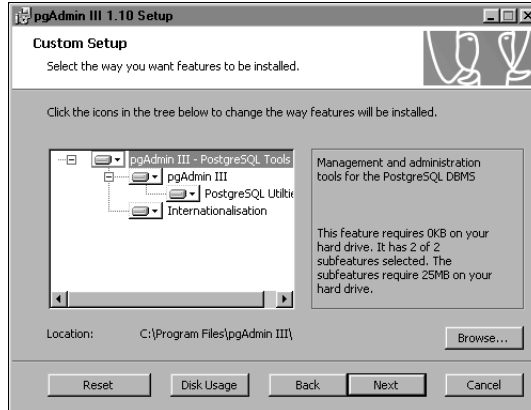 pgAdmin III 1.10 Setup
Custom Setup
Select the way you want features to be installed.
Click the icons in the tree below to change the way features will be installed.
pgAdmin III - PostgreSQL Tools
pgAdmin III
PostgreSQL Utilitie
Internationalisation
Management and administration
tools for the PostgreSQL DBMS
This feature requires 0KB on your
hard drive. It has 2 of 2
subfeatures selected. The
subfeatures require 25MB on your
hard drive.
Location: C:\Program Files\pgAdmin III\
Browse...
Reset Disk Usage Back Next Cancel